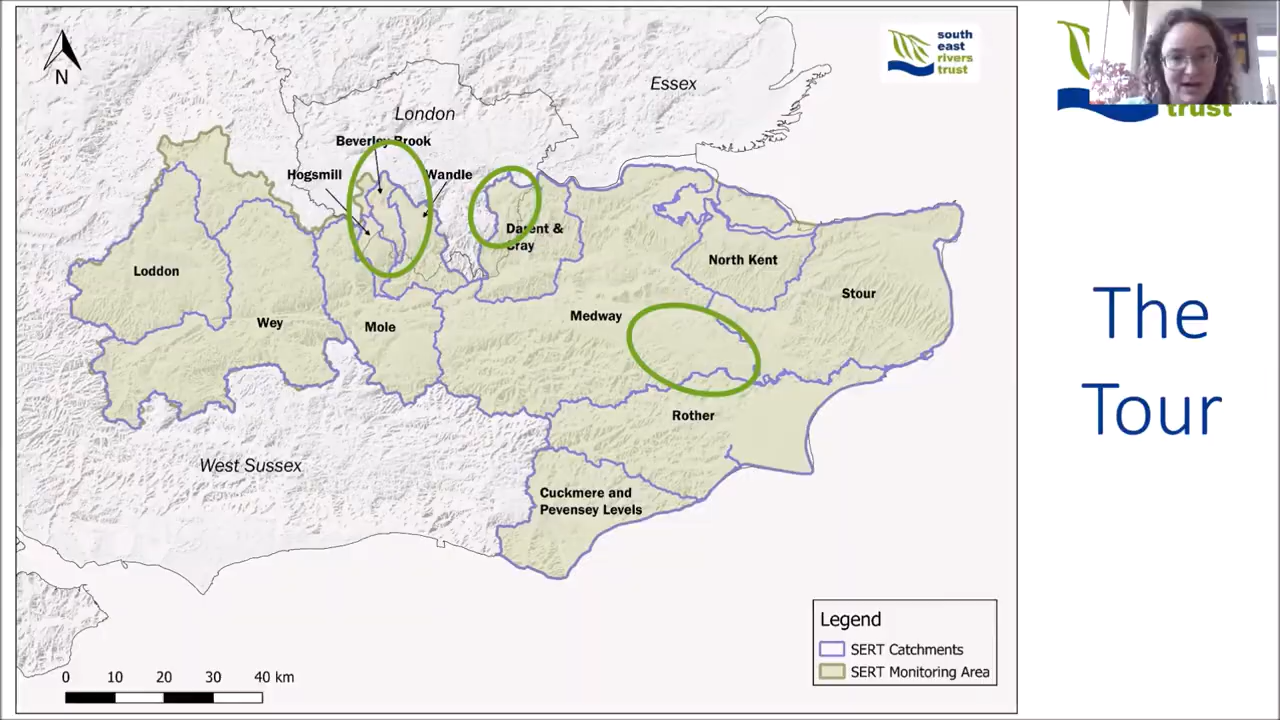 N
south
east
rivers
trust
Essex
London
Beverley Brook
Hogsmill
Wandle
Darent &
Cray
North Kent
Loddon
Stour
Medway
Wey
Mole
Rother
West Sussex
Cuckmere and
Pevensey Levels
Legend
SERT Catchments
SERT Monitoring Area
0 10 20 30 40 km
trust
The
Tour